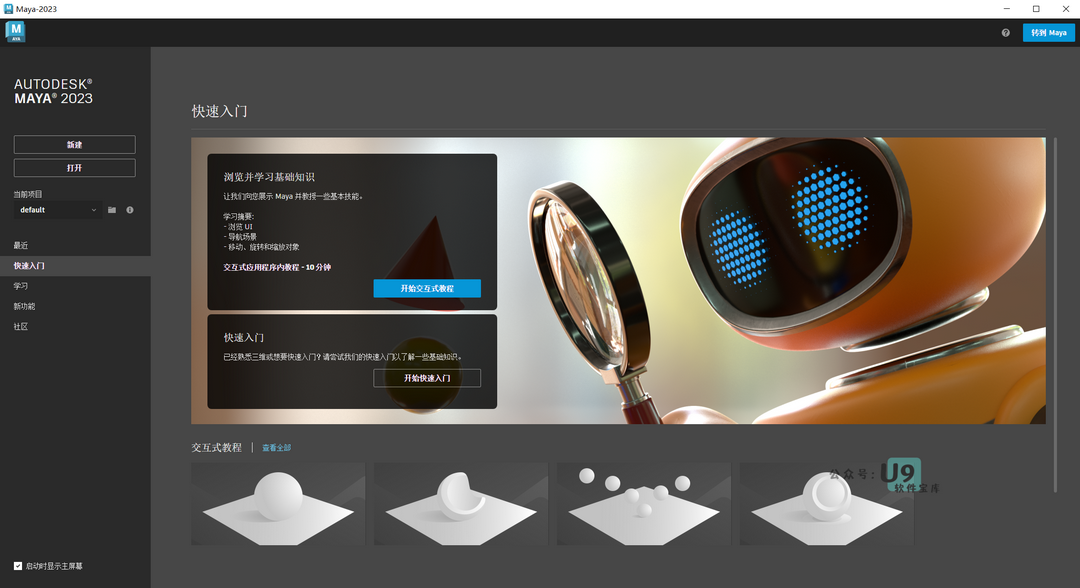 Maya-2023
M
AYA
转到 Maya
AUTODESK®
MAYA® 2023
新建
打开
当前项目
default
最近
快速入门
学习
新功能
社区
启动时显示主屏幕
快速入门
浏览并学习基础知识
让我们向您展示 Maya 并教授一些基本技能。
学习摘要:
- 浏览 UI
- 导航场景
- 移动、旋转和缩放对象
交互式应用程序内教程 - 10 分钟
开始交互式教程
快速入门
已经熟悉三维或想要快速入门? 请尝试我们的快速入门以了解一些基础知识。
开始快速入门
交互式教程
查看全部
公众号:
U9
软件宝库